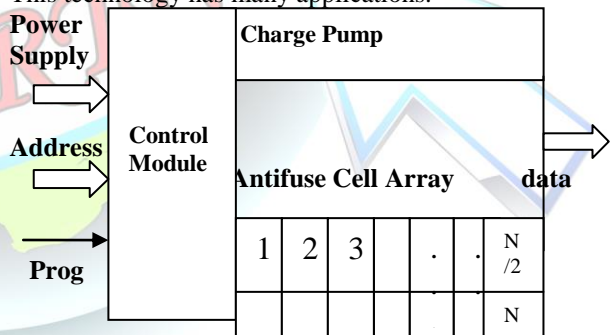 This technology has many applications.
Power
Supply
Charge Pump
Address
Control
Module
Antifuse Cell Array
data
Prog
1 2 3 . . N
/2
. .
N